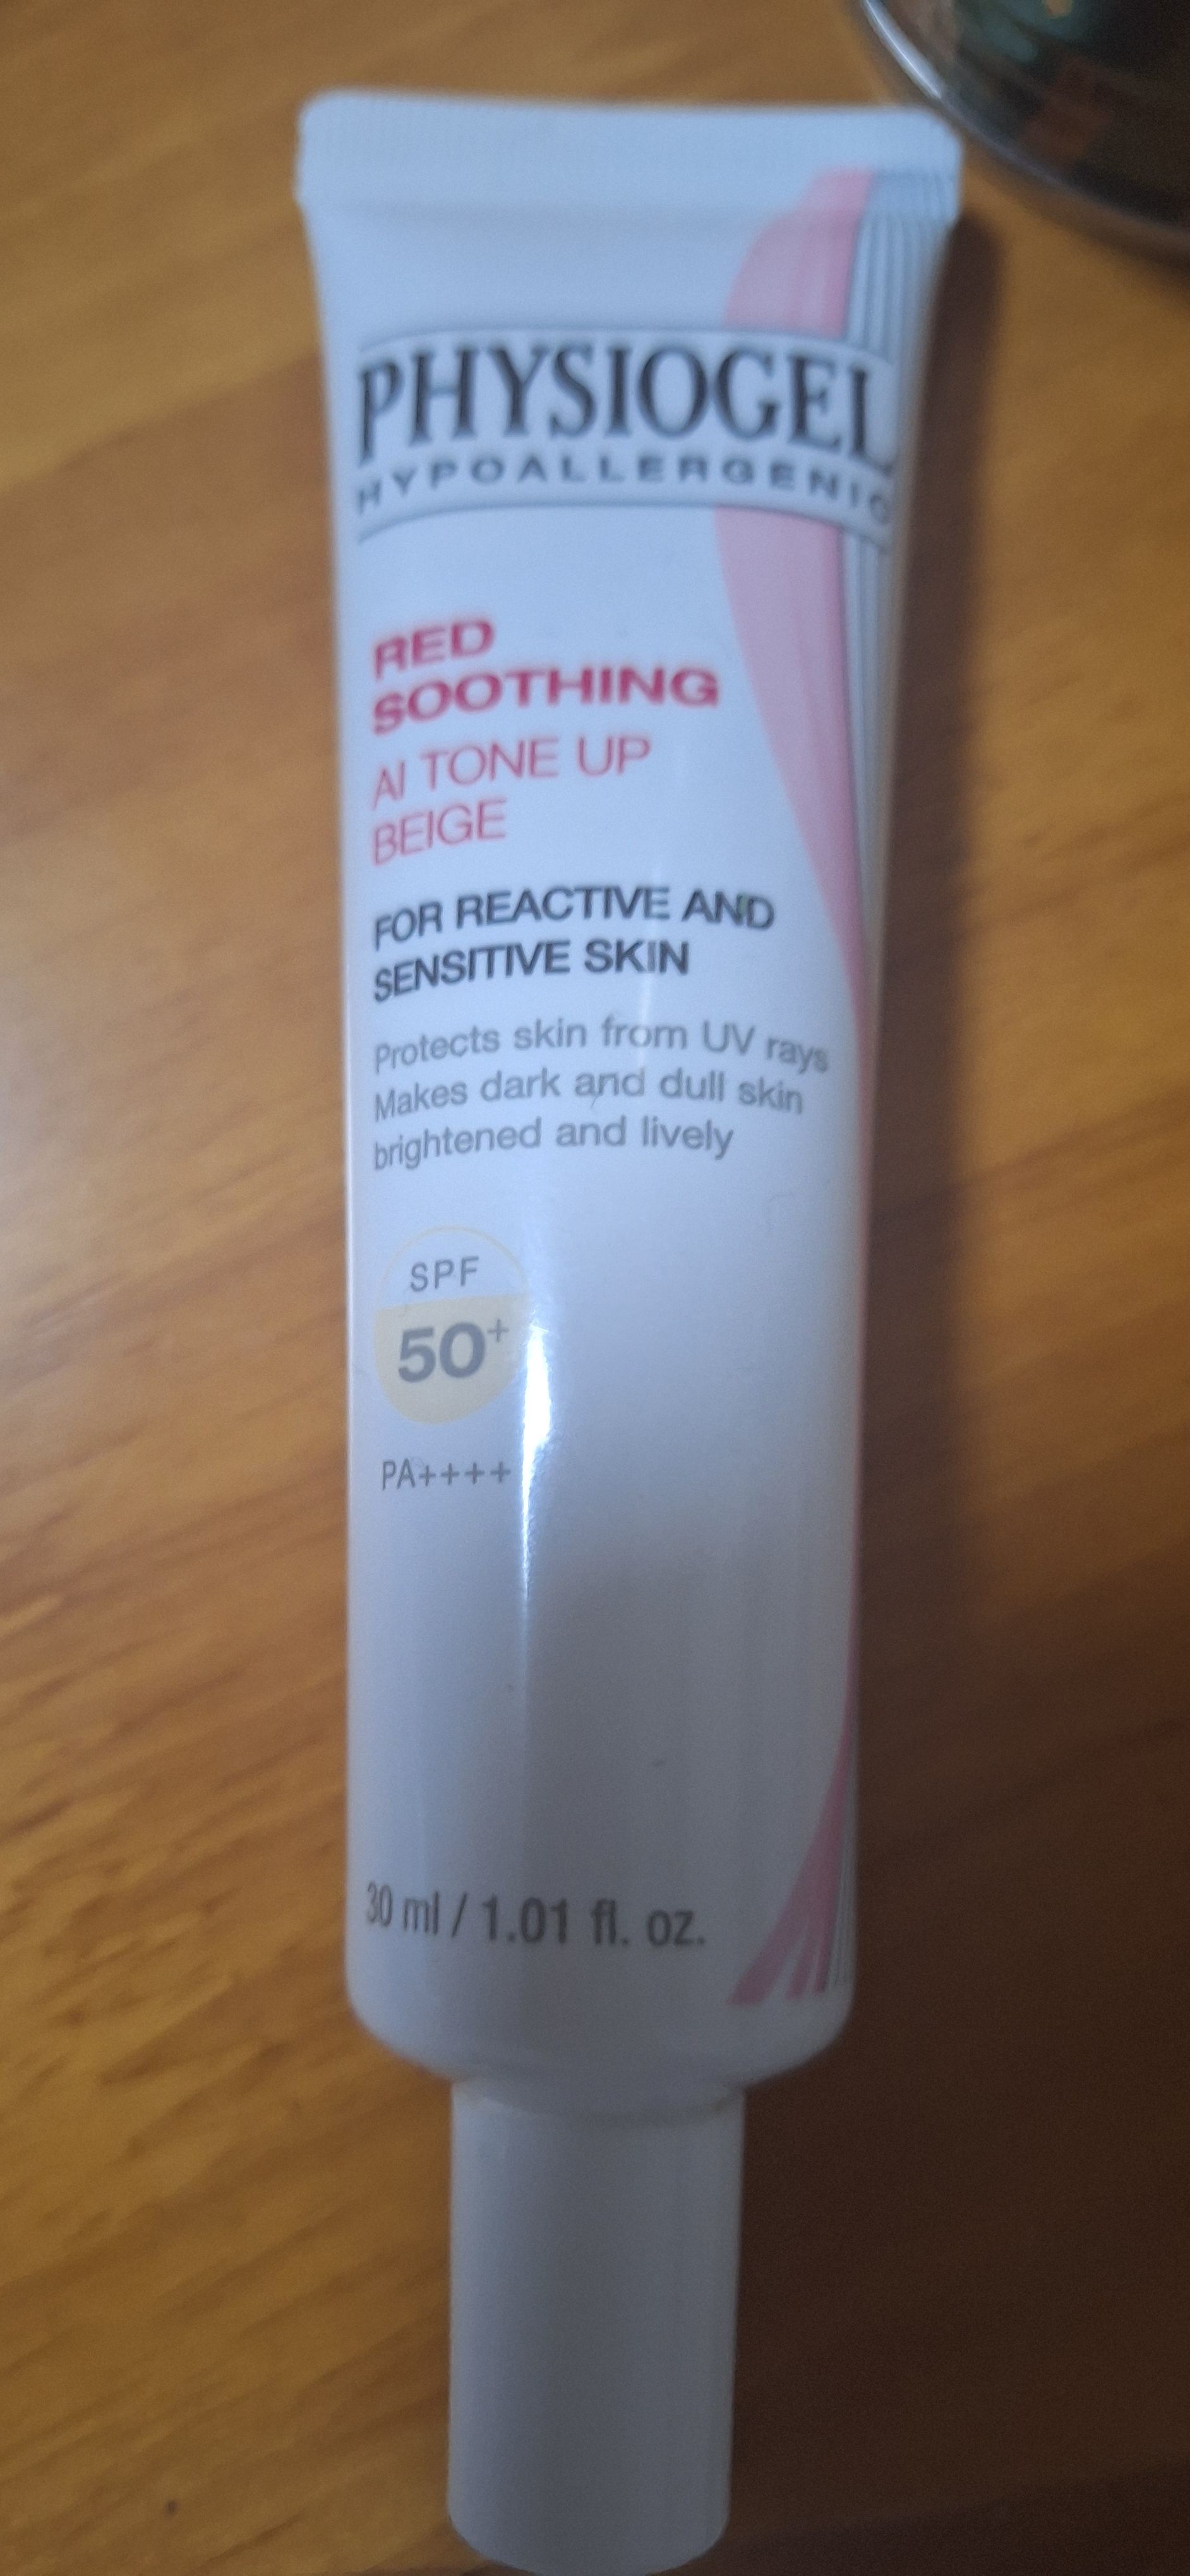 PHYSIOGEL
HYPOALLERGENIC
RED
SOOTHING
AI TONE UP
BEIGE
FOR REACTIVE AND
SENSITIVE SKIN
Protects skin from UV rays
Makes dark and dull skin
brightened and lively
SPF
50+
PA++++
30 ml / 1.01 fl. oz.